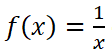 f(x) = 1/x